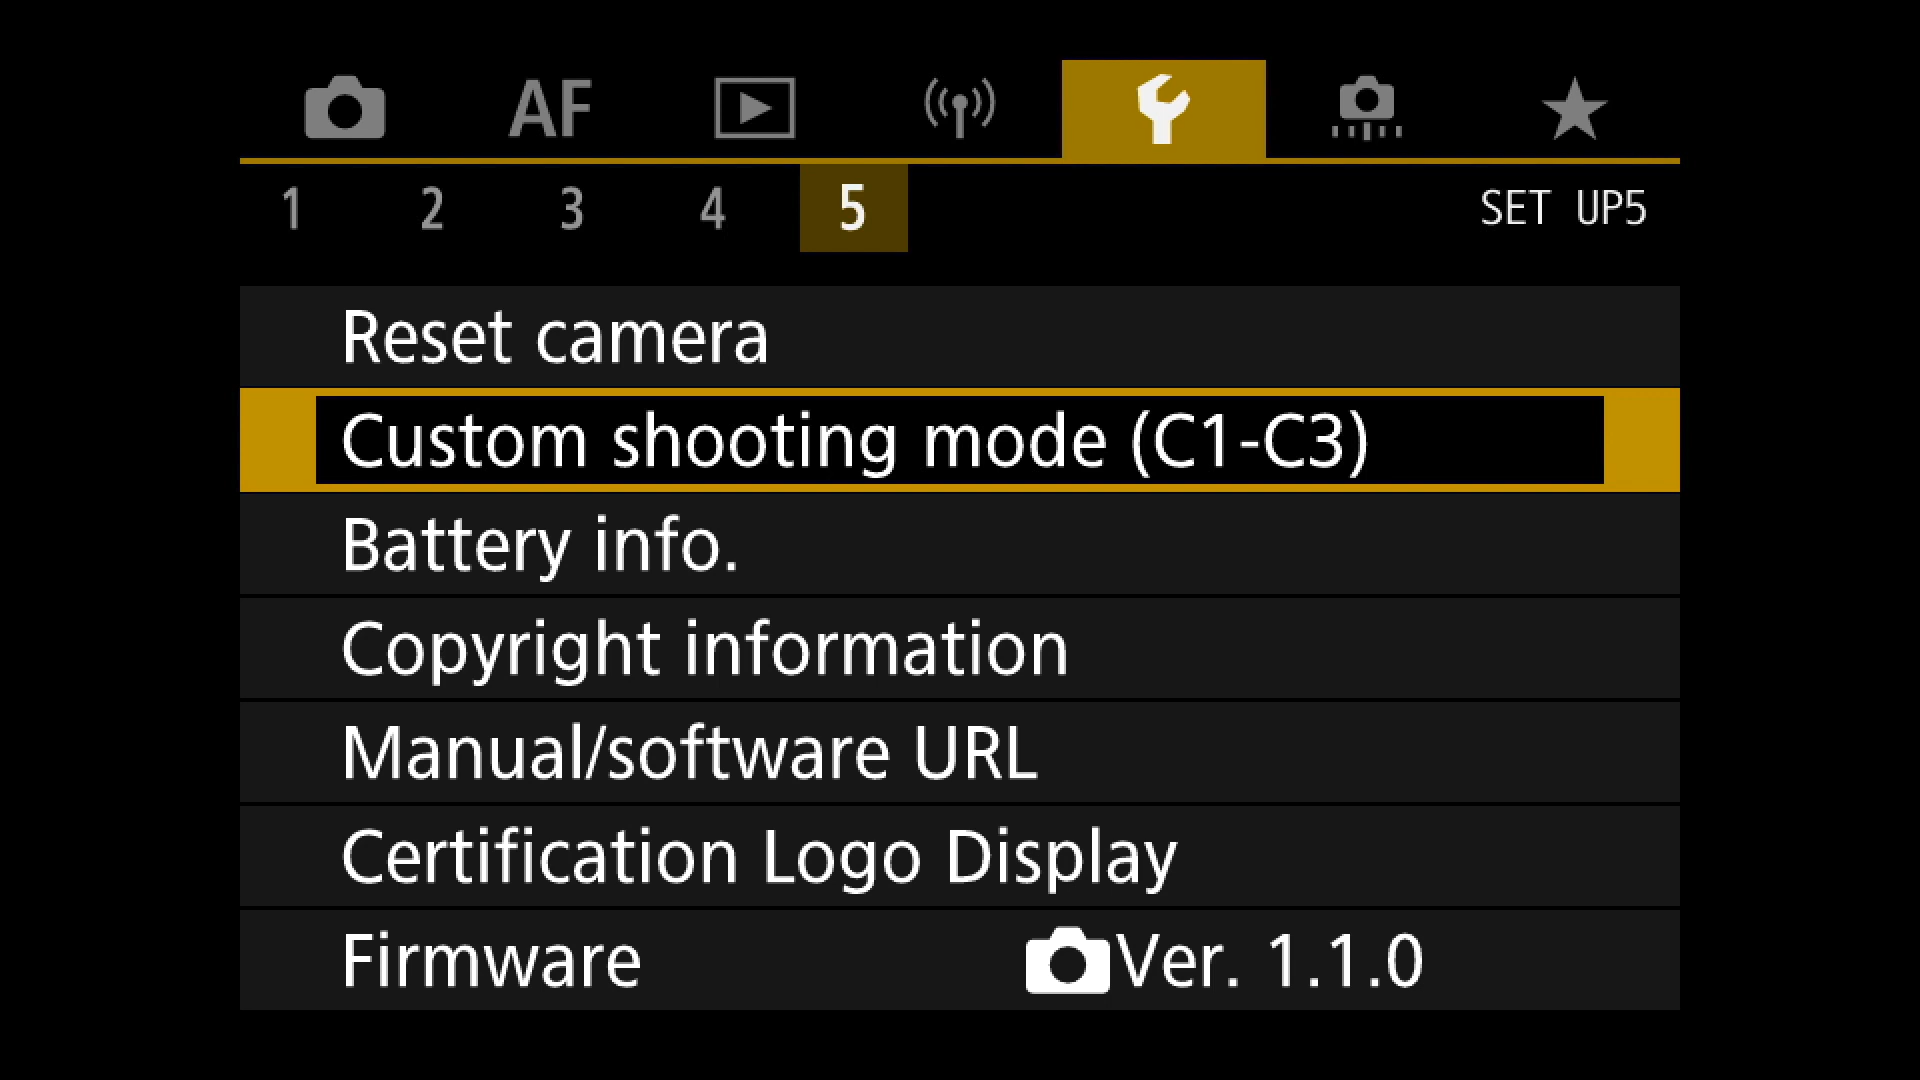 AF
1 2 3 4 5 SET UP5
Reset camera
Custom shooting mode (C1-C3)
Battery info.
Copyright information
Manual/software URL
Certification Logo Display
Firmware Ver. 1.1.0